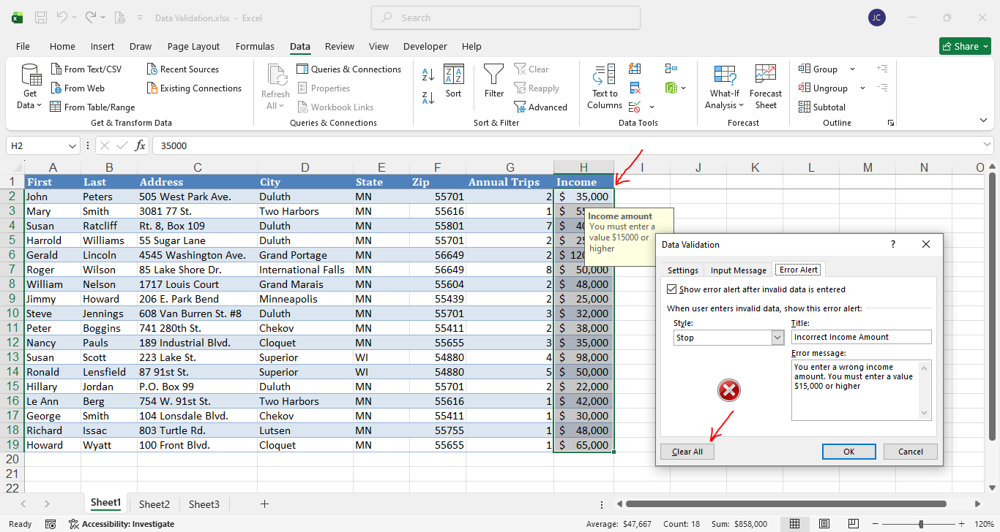 Data Validation.xlsx - Excel
Search
JC
File Home Insert Draw Page Layout Formulas Data Review View Developer Help
Share
Get Data
From Text/CSV
From Web
From Table/Range
Recent Sources
Existing Connections
Get & Transform Data
Refresh All
Queries & Connections
Properties
Workbook Links
Queries & Connections
Sort
Filter
Clear
Reapply
Advanced
Sort & Filter
Text to Columns
Data Tools
What-If Analysis
Forecast Sheet
Forecast
Group
Ungroup
Subtotal
Outline
H2 fx 35000
A B C D E F G H I J K L M N O
1 First Last Address City State Zip Annual Trips Income
2 John Peters 505 West Park Ave. Duluth MN 55701 2 $ 35,000
3 Mary Smith 3081 77 St. Two Harbors MN 55616 1 $
4 Susan Ratcliff Rt. 8, Box 109 Duluth MN 55801 7 $
5 Harrold Williams 55 Sugar Lane Duluth MN 55701 2 $
6 Gerald Lincoln 4545 Washington Ave. Grand Portage MN 56649 2 $
7 Roger Wilson 85 Lake Shore Dr. International Falls MN 56649 8 $ 50,000
8 William Nelson 1717 Louis Court Grand Marais MN 55604 2 $ 48,000
9 Jimmy Howard 206 E. Park Bend Minneapolis MN 55439 2 $ 25,000
10 Steve Jennings 608 Van Burren St. #8 Duluth MN 55701 3 $ 32,000
11 Peter Boggins 741 280th St. Chekov MN 55411 2 $ 38,000
12 Nancy Pauls 189 Industrial Blvd. Cloquet MN 55655 3 $ 35,000
13 Susan Scott 223 Lake St. Superior WI 54880 4 $ 98,000
14 Ronald Lensfield 87 91st St. Superior WI 54880 5 $ 50,000
15 Hillary Jordan P.O. Box 99 Duluth MN 55701 2 $ 22,000
16 Le Ann Berg 754 W. 91st St. Two Harbors MN 55616 1 $ 42,000
17 George Smith 104 Lonsdale Blvd. Chekov MN 55411 1 $ 30,000
18 Richard Issac 803 Turtle Rd. Lutsen MN 55755 1 $ 48,000
19 Howard Wyatt 100 Front Blvd. Cloquet MN 55655 1 $ 65,000
20
21
22
Income amount
You must enter a
value $15000 or
higher
Data Validation ?
Settings Input Message Error Alert
Show error alert after invalid data is entered
When user enters invalid data, show this error alert:
Style:
Stop
Title:
Incorrect Income Amount
Error message:
You enter a wrong income
amount. You must enter a value
$15,000 or higher
Clear All OK Cancel
Sheet1 Sheet2 Sheet3
Ready Accessibility: Investigate Average: $47,667 Count: 18 Sum: $858,000 120%